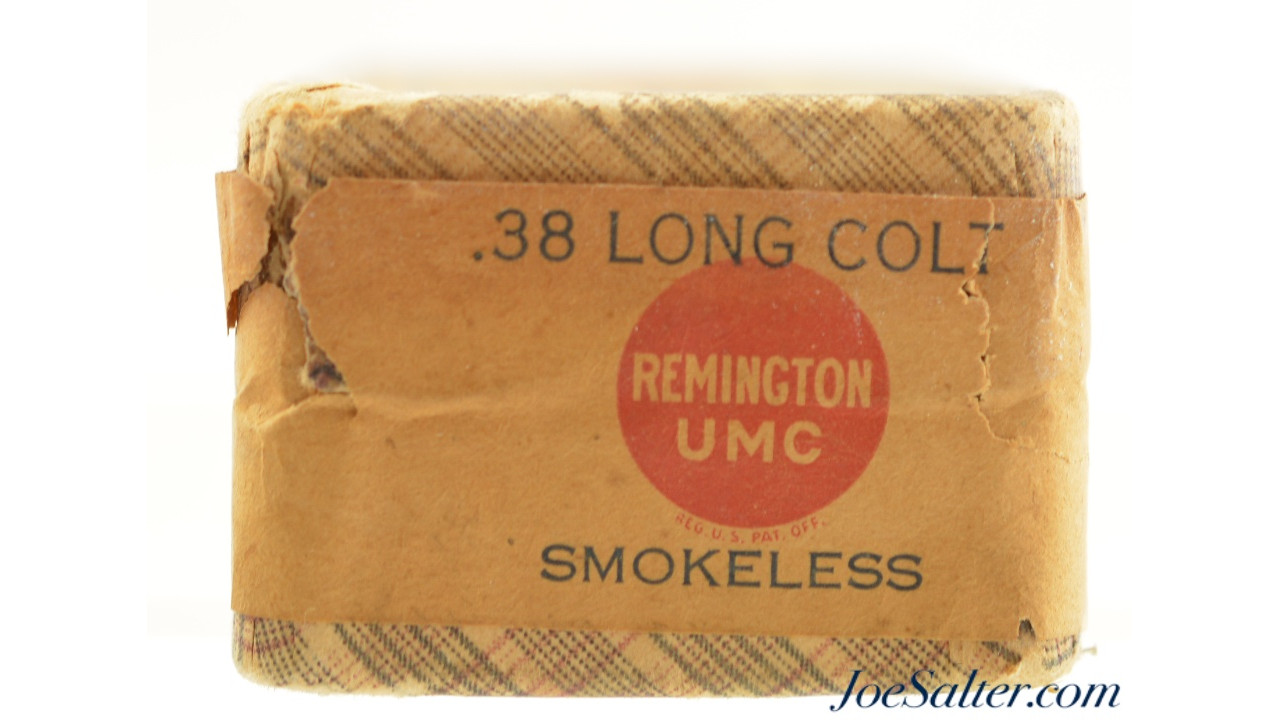 .38 LONG COLT
REMINGTON
UMC
REG. U.S. PAT. OFF.
SMOKELESS
JoeSalter.com